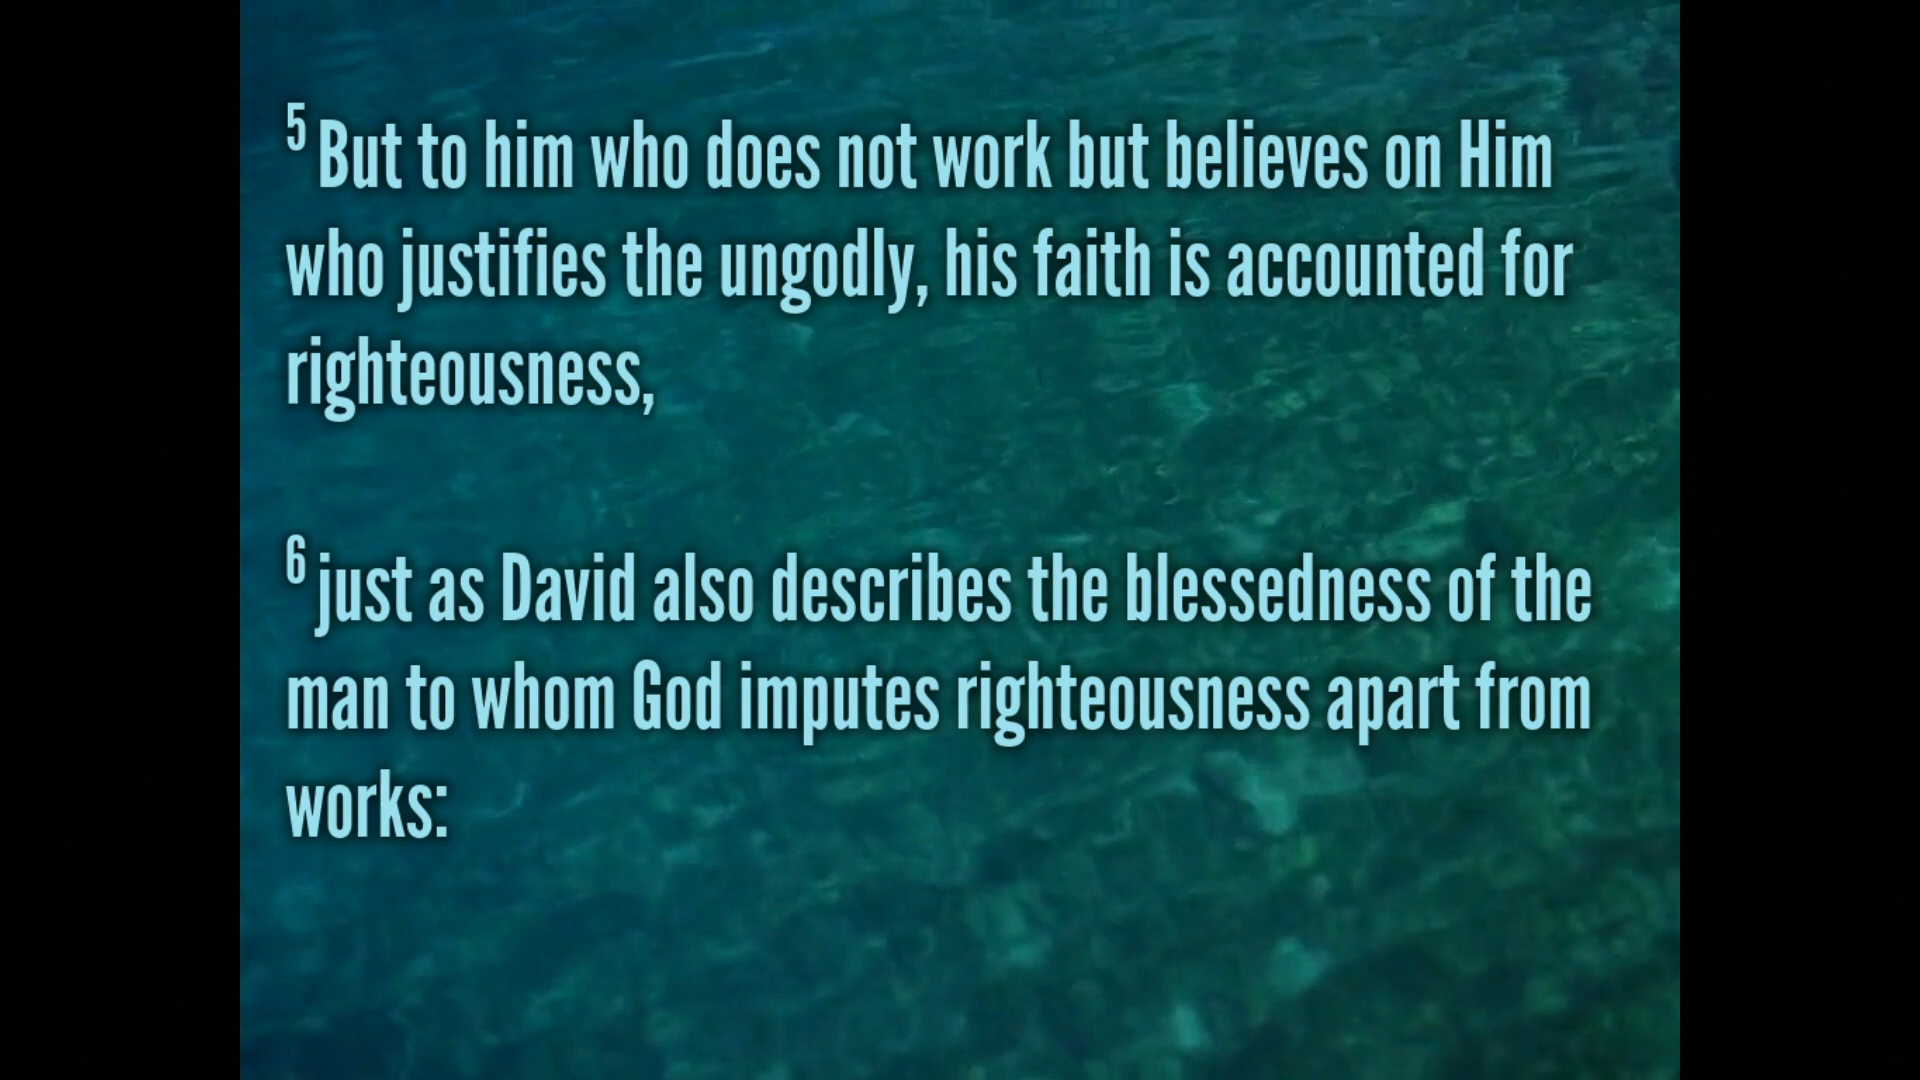 5 But to him who does not work but believes on Him
who justifies the ungodly, his faith is accounted for
righteousness,
6 just as David also describes the blessedness of the
man to whom God imputes righteousness apart from
works: